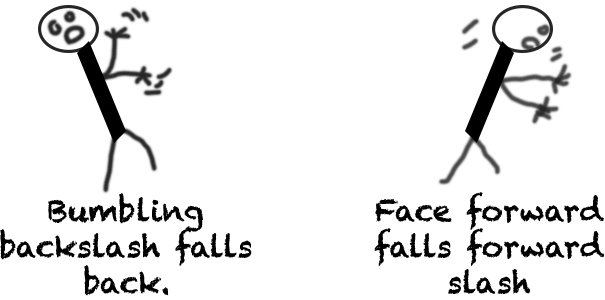 Bumbling
backslash falls
back.
Face forward
falls forward
slash